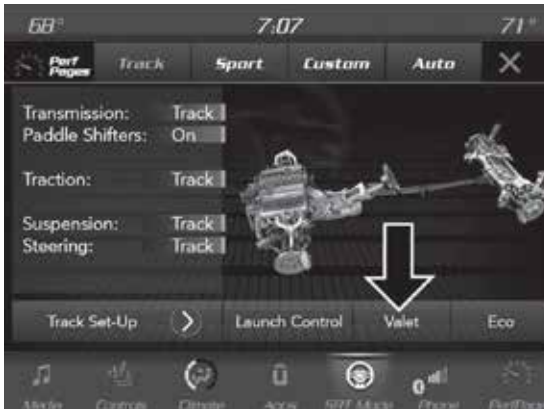 68° 7:07 71°
Perf Pages Track Sport Custom Auto
Transmission: Track
Paddle Shifters: On
Traction: Track
Suspension: Track
Steering: Track
Track Set-Up Launch Control Valet Eco
Media Controls Climate Apps SRT Mode Phone PerfPages